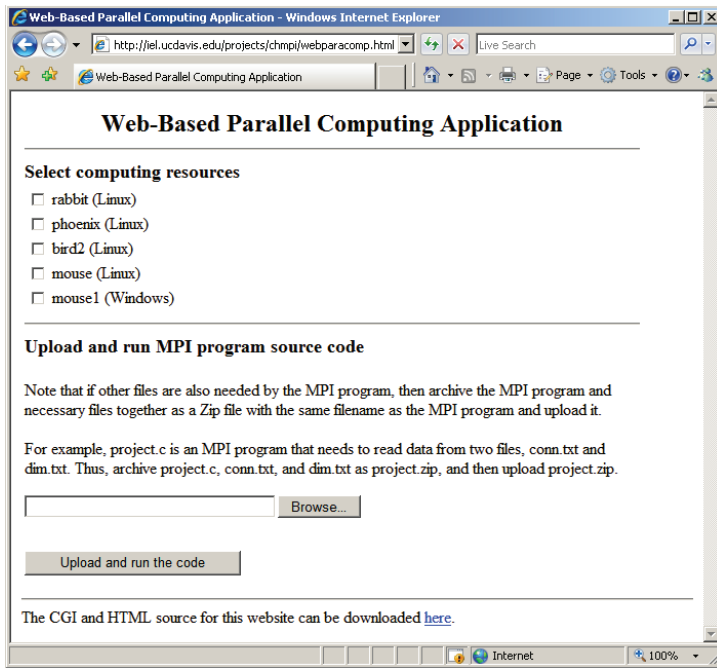 Web-Based Parallel Computing Application - Windows Internet Explorer
http://iel.ucdavis.edu/projects/chmpi/webparacomp.html
Live Search
Web-Based Parallel Computing Application
Page
Tools
Web-Based Parallel Computing Application
Select computing resources
rabbit (Linux)
phoenix (Linux)
bird2 (Linux)
mouse (Linux)
mouse1 (Windows)
Upload and run MPI program source code
Note that if other files are also needed by the MPI program, then archive the MPI program and
necessary files together as a Zip file with the same filename as the MPI program and upload it.
For example, project.c is an MPI program that needs to read data from two files, conn.txt and
dim.txt. Thus, archive project.c, conn.txt, and dim.txt as project.zip, and then upload project.zip.
Browse...
Upload and run the code
The CGI and HTML source for this website can be downloaded here.
Internet
100%